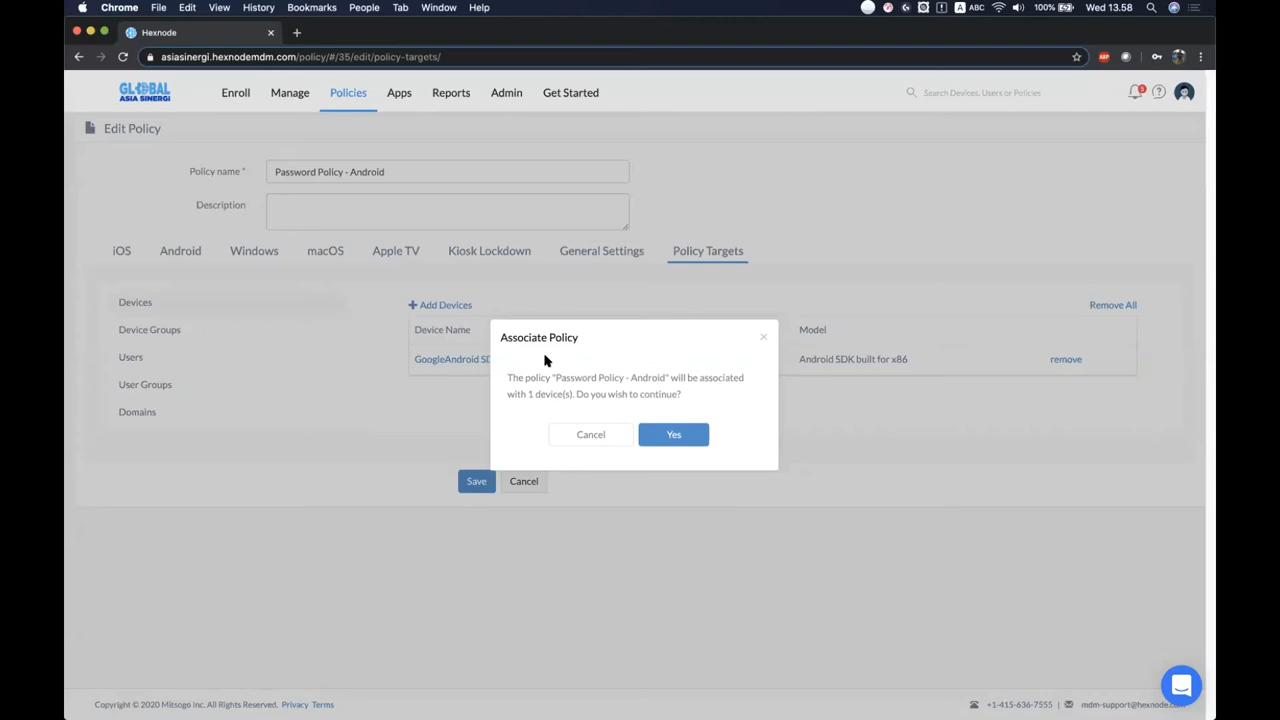 Chrome File Edit View History Bookmarks People Tab Window Help A ABC 100% Wed 13.58
Hexnode
asiasinergi.hexnodemdm.com/policy/#/35/edit/policy-targets/
ABP
GLOBAL
ASIA SINERGI
Enroll Manage Policies Apps Reports Admin Get Started Search Devices, Users or Policies 5
Edit Policy
Policy name * Password Policy - Android
Description
iOS Android Windows macOS Apple TV Kiosk Lockdown General Settings Policy Targets
Devices
Device Groups
Users
User Groups
Domains
Add Devices Remove All
Device Name Model
GoogleAndroid SD Android SDK built for x86 remove
Associate Policy
The policy "Password Policy - Android" will be associated
with 1 device(s). Do you wish to continue?
Cancel Yes
Save Cancel
Copyright © 2020 Mitsogo Inc. All Rights Reserved. Privacy Terms +1-415-636-7555 mdm-support@hexnode.com